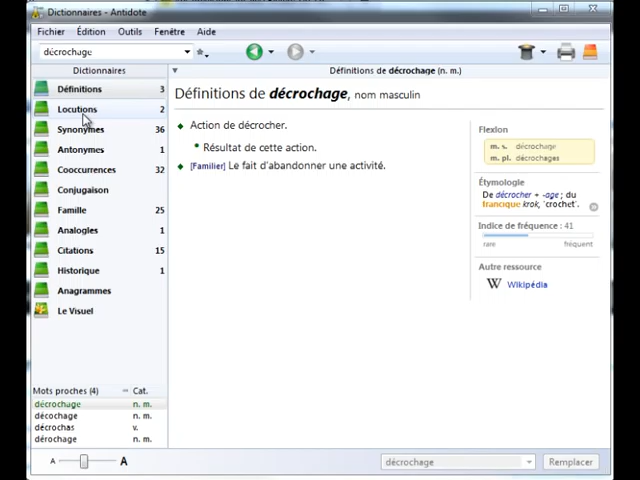 Dictionnaires - Antidote
Fichier Édition Outils Fenêtre Aide
décrochage
Dictionnaires
Définitions de décrochage (n. m.)
Définitions 3
Locutions 2
Synonymes 36
Antonymes 1
Cooccurrences 32
Conjugaison
Famille 25
Analogies 1
Citations 15
Historique 1
Anagrammes
Le Visuel
Mots proches (4) Cat.
décrochage n. m.
décochage n. m.
décrochas v.
dérochage n. m.
A A
Définitions de décrochage, nom masculin
Action de décrocher.
Résultat de cette action.
[Familier] Le fait d'abandonner une activité.
Flexion
m. s. décrochage
m. pl. décrochages
Étymologie
De décrocher + -age ; du
francique krok, 'crochet'.
Indice de fréquence : 41
rare fréquent
Autre ressource
W Wikipédia
décrochage Remplacer